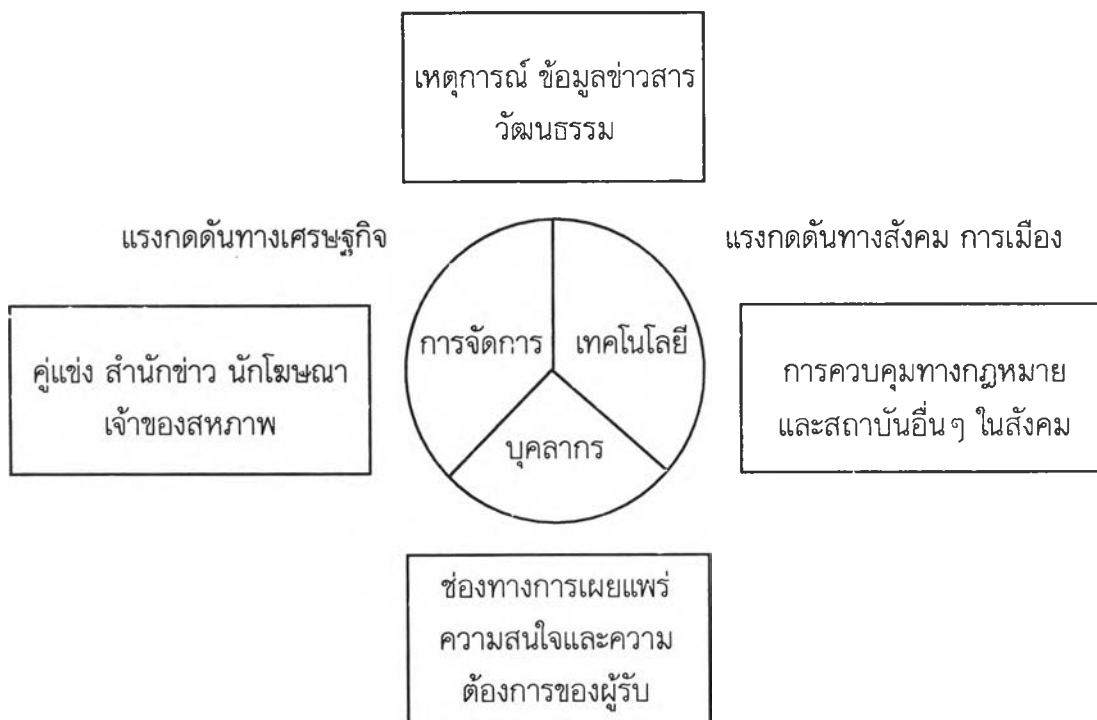 เหตุการณ์ ข้อมูลข่าวสาร
วัฒนธรรม
แรงกดดันทางเศรษฐกิจ
แรงกดดันทางสังคม การเมือง
คู่แข่ง สำนักข่าว นักโฆษณา
เจ้าของสหภาพ
การจัดการ
เทคโนโลยี
บุคลากร
การควบคุมทางกฎหมาย
และสถาบันอื่นๆ ในสังคม
ช่องทางการเผยแพร่
ความสนใจและความ
ต้องการของผู้รับ